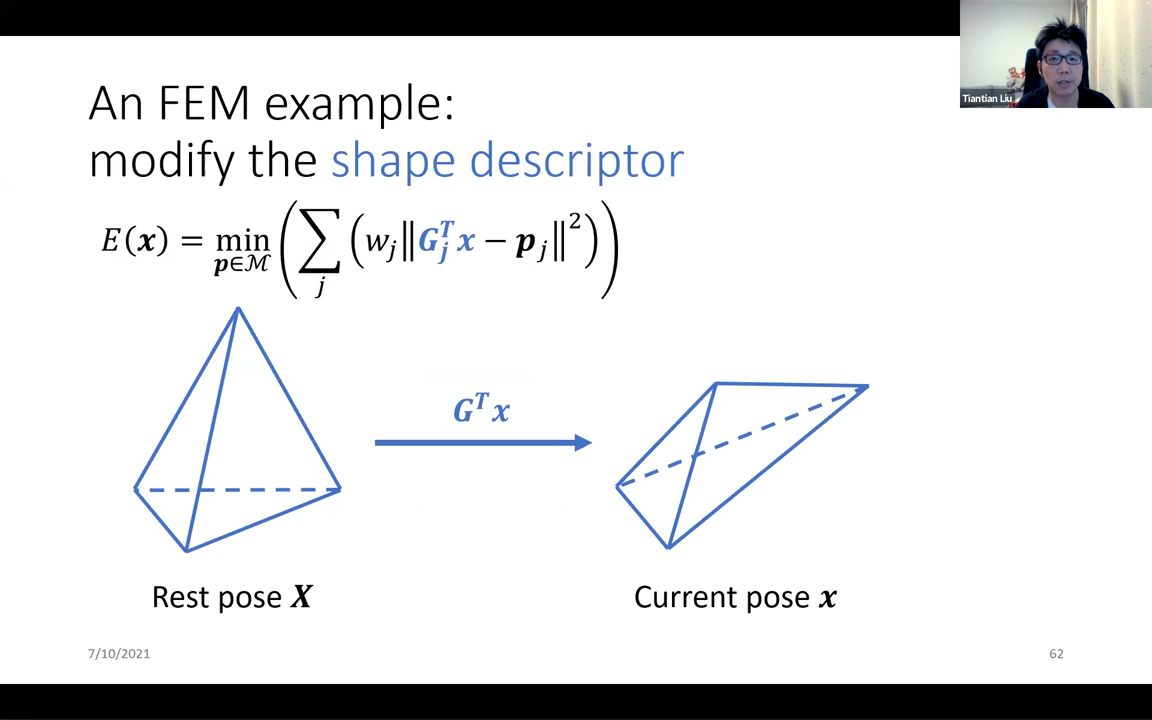 Tiantian Liu
An FEM example:
modify the shape descriptor
E(x) = min_{p∈ℳ} (∑_j (w_j‖G_j^T x − p_j‖²))
G^T x
Rest pose X
Current pose x
7/10/2021
62